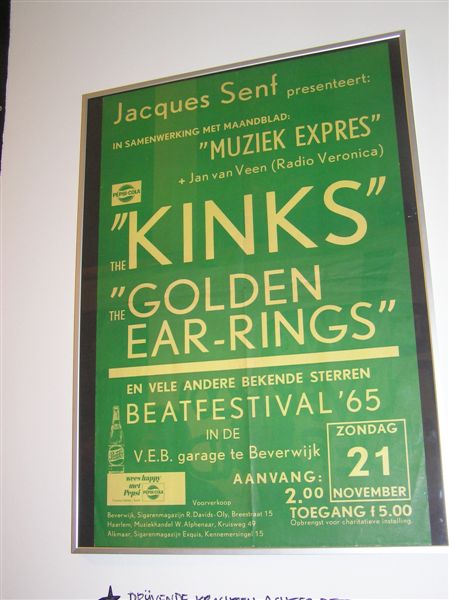 Jacques Senf presenteert:
IN SAMENWERKING MET MAANDBLAD:
"MUZIEK EXPRES"
+ Jan van Veen (Radio Veronica)
PEPSI-COLA
THE "KINKS"
THE "GOLDEN
EAR-RINGS"
EN VELE ANDERE BEKENDE STERREN
BEATFESTIVAL '65
IN DE
V.E.B. garage te Beverwijk
ZONDAG
21
NOVEMBER
AANVANG:
2.00
TOEGANG f 5.00
Opbrengst voor charitatieve instelling.
wees happy
met
Pepsi
PEPSI-COLA
Voorverkoop
Beverwijk, Sigarenmagazijn R. Davids-Oly, Breestraat 15
Haarlem, Muziekhandel W. Alphenaar, Kruisweg 49
Alkmaar, Sigarenmagazijn Exquis, Kennemersingel 15